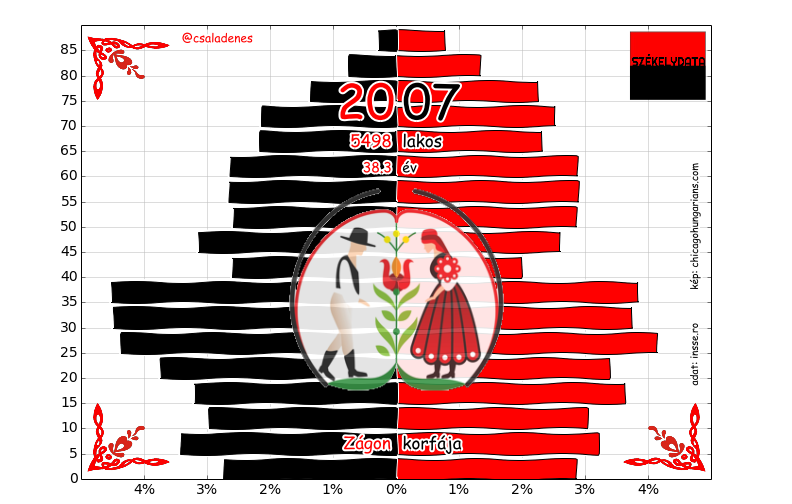 @csaladenes
SZÉKELYDATA
2007
5498 lakos
38.3 év
kép: chicagohungarians.com
adat: insse.ro
Zágon korfája
85
80
75
70
65
60
55
50
45
40
35
30
25
20
15
10
5
0
4% 3% 2% 1% 0% 1% 2% 3% 4%